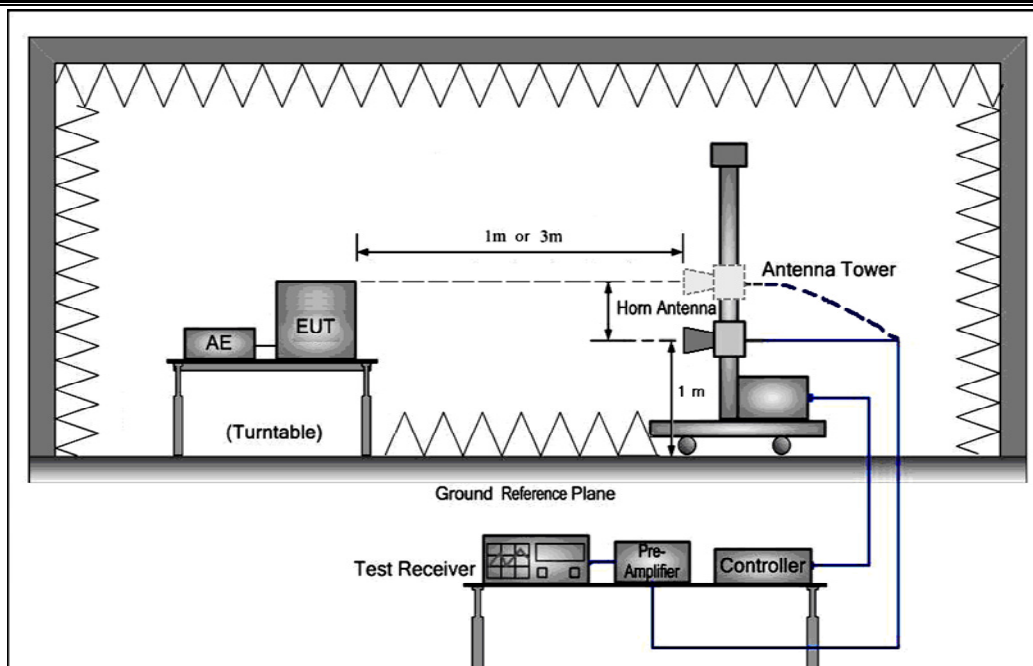 1m or 3m
Antenna Tower
Horn Antenna
EUT
AE
1 m
(Turntable)
Ground Reference Plane
Test Receiver
Pre-
Amplifier
Controller